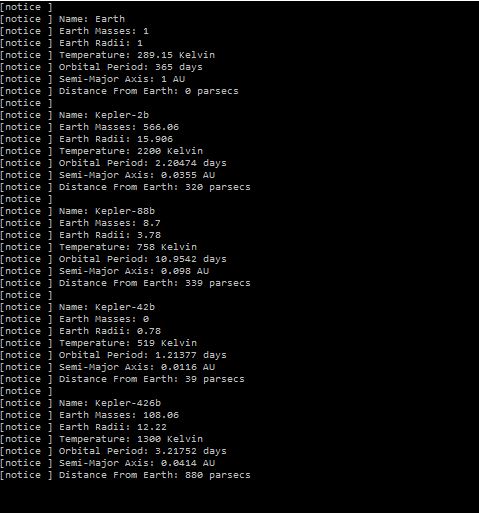 [notice ]
[notice ] Name: Earth
[notice ] Earth Masses: 1
[notice ] Earth Radii: 1
[notice ] Temperature: 289.15 Kelvin
[notice ] Orbital Period: 365 days
[notice ] Semi-Major Axis: 1 AU
[notice ] Distance From Earth: 0 parsecs
[notice ]
[notice ] Name: Kepler-2b
[notice ] Earth Masses: 566.06
[notice ] Earth Radii: 15.906
[notice ] Temperature: 2200 Kelvin
[notice ] Orbital Period: 2.20474 days
[notice ] Semi-Major Axis: 0.0355 AU
[notice ] Distance From Earth: 320 parsecs
[notice ]
[notice ] Name: Kepler-88b
[notice ] Earth Masses: 8.7
[notice ] Earth Radii: 3.78
[notice ] Temperature: 758 Kelvin
[notice ] Orbital Period: 10.9542 days
[notice ] Semi-Major Axis: 0.098 AU
[notice ] Distance From Earth: 339 parsecs
[notice ]
[notice ] Name: Kepler-42b
[notice ] Earth Masses: 0
[notice ] Earth Radii: 0.78
[notice ] Temperature: 519 Kelvin
[notice ] Orbital Period: 1.21377 days
[notice ] Semi-Major Axis: 0.0116 AU
[notice ] Distance From Earth: 39 parsecs
[notice ]
[notice ] Name: Kepler-426b
[notice ] Earth Masses: 108.06
[notice ] Earth Radii: 12.22
[notice ] Temperature: 1300 Kelvin
[notice ] Orbital Period: 3.21752 days
[notice ] Semi-Major Axis: 0.0414 AU
[notice ] Distance From Earth: 880 parsecs